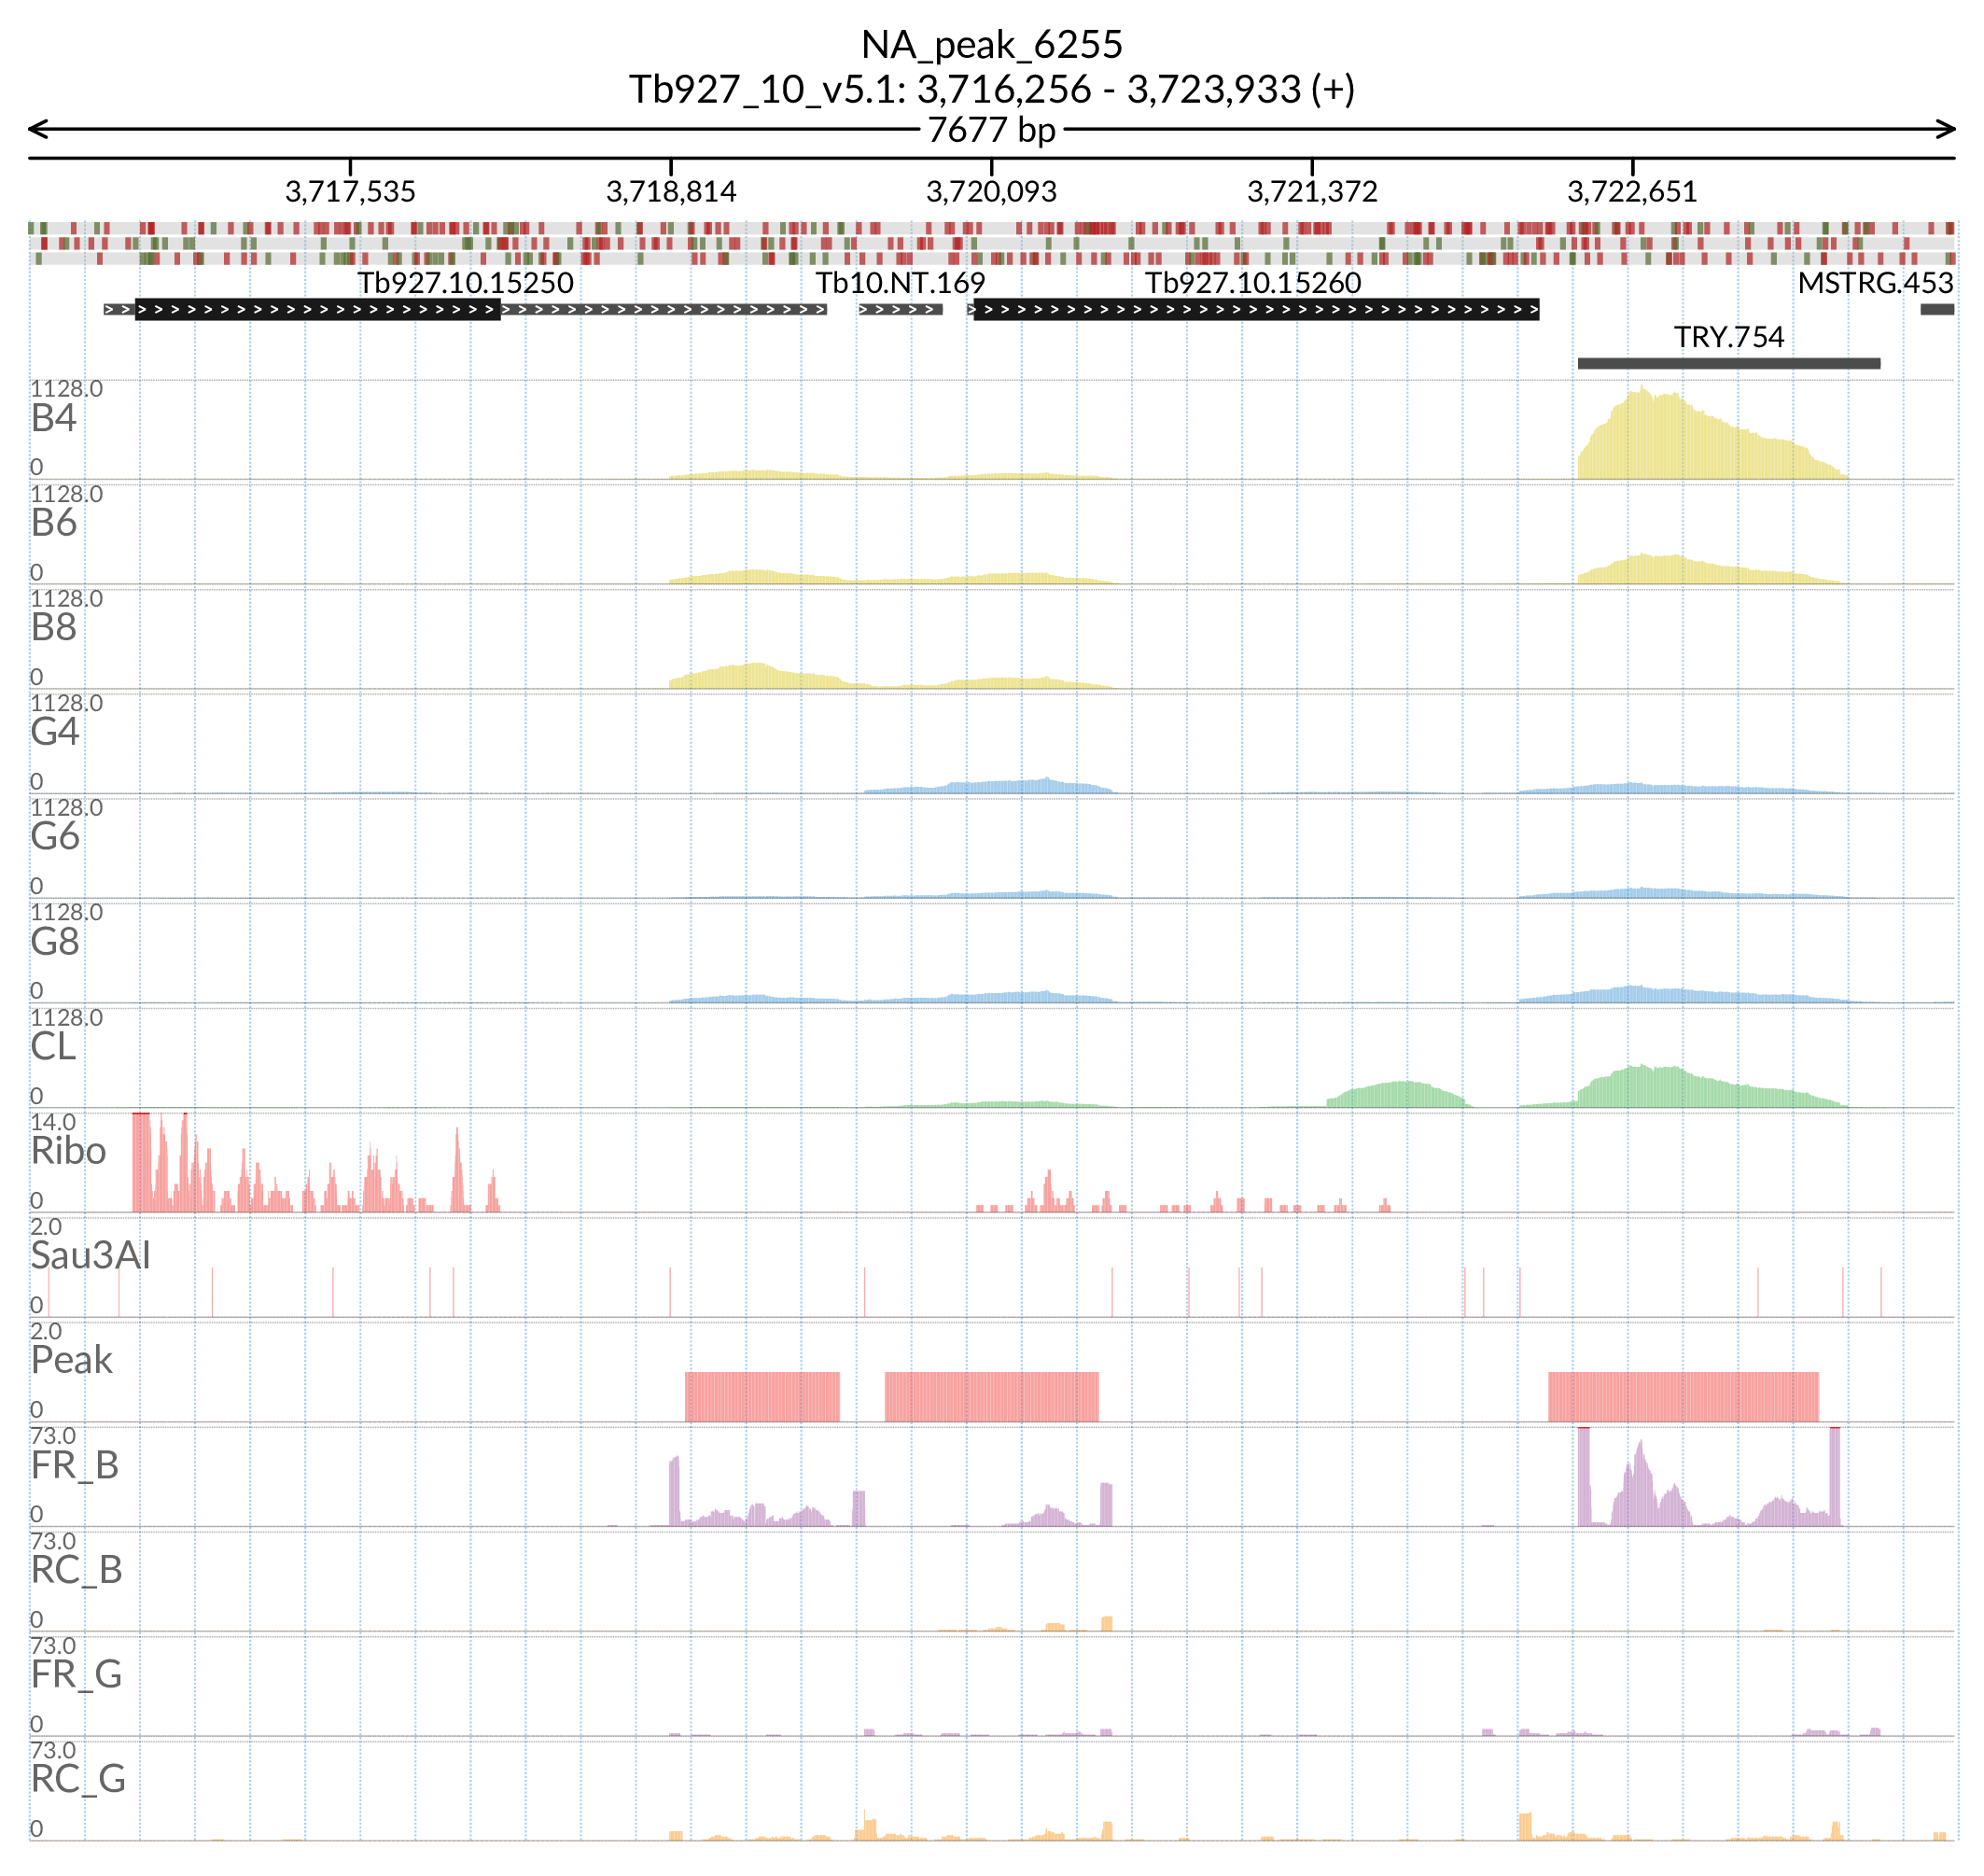 NA_peak_6255
Tb927_10_v5.1: 3,716,256 - 3,723,933 (+)
7677 bp
3,717,535 3,718,814 3,720,093 3,721,372 3,722,651
Tb927.10.15250 Tb10.NT.169 Tb927.10.15260 MSTRG.453
TRY.754
1128.0
B4
0
1128.0
B6
0
1128.0
B8
0
1128.0
G4
0
1128.0
G6
0
1128.0
G8
0
1128.0
CL
0
14.0
Ribo
0
2.0
Sau3AI
0
2.0
Peak
0
73.0
FR_B
0
73.0
RC_B
0
73.0
FR_G
0
73.0
RC_G
0